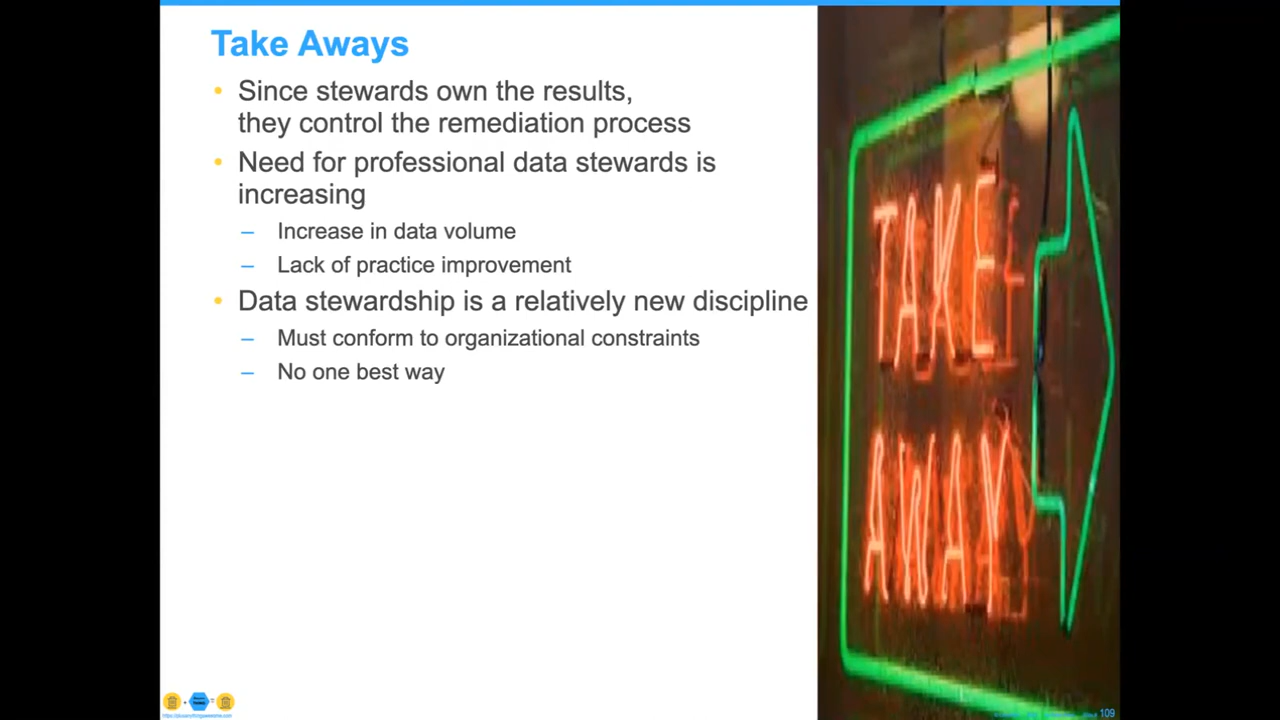 Take Aways
• Since stewards own the results,
they control the remediation process
• Need for professional data stewards is
increasing
– Increase in data volume
– Lack of practice improvement
• Data stewardship is a relatively new discipline
– Must conform to organizational constraints
– No one best way
TAKE
AWAY
109